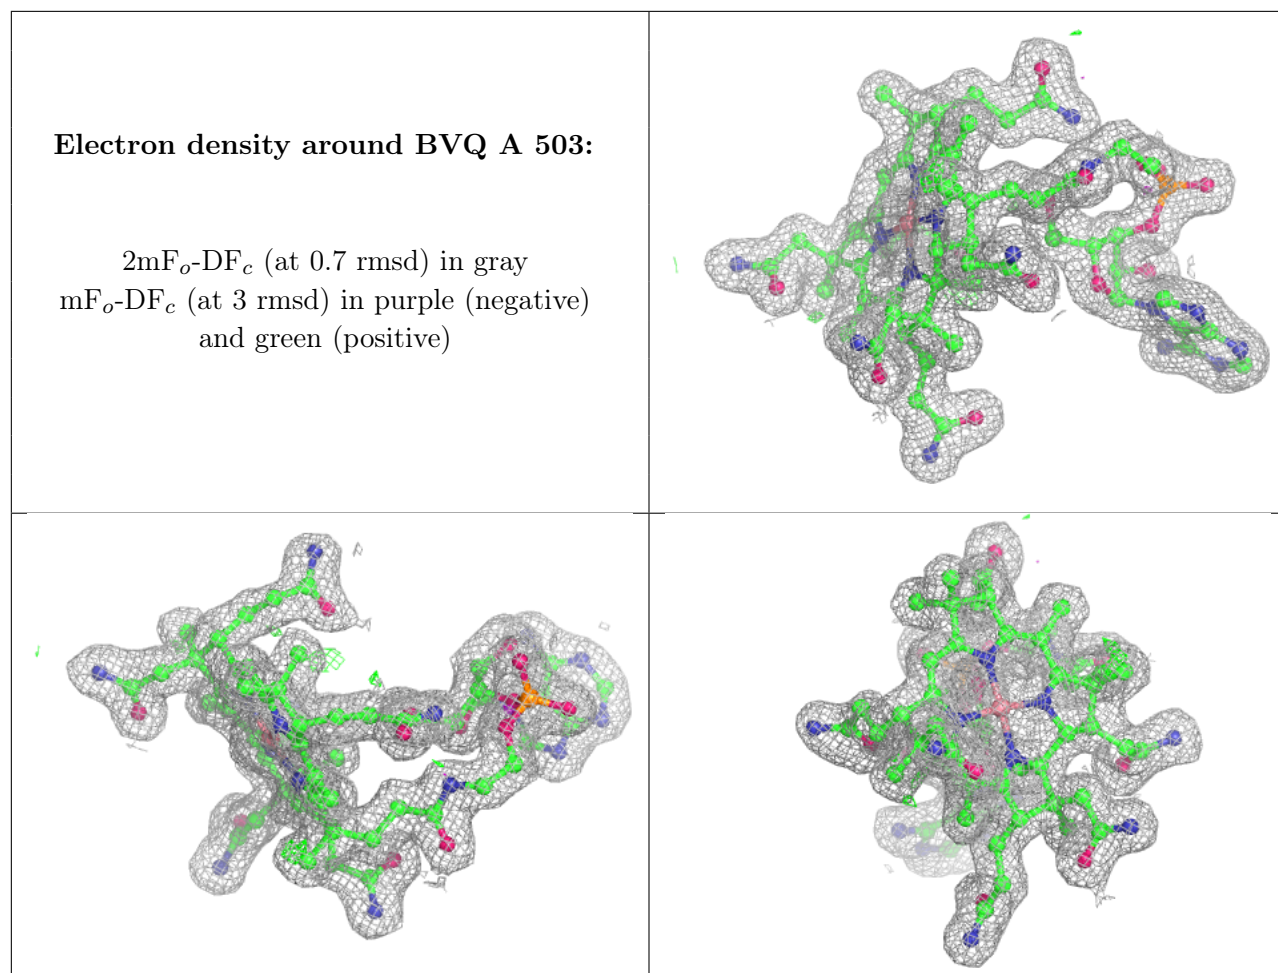 Electron density around BVQ A 503:
2mFo-DFc (at 0.7 rmsd) in gray
mFo-DFc (at 3 rmsd) in purple (negative)
and green (positive)